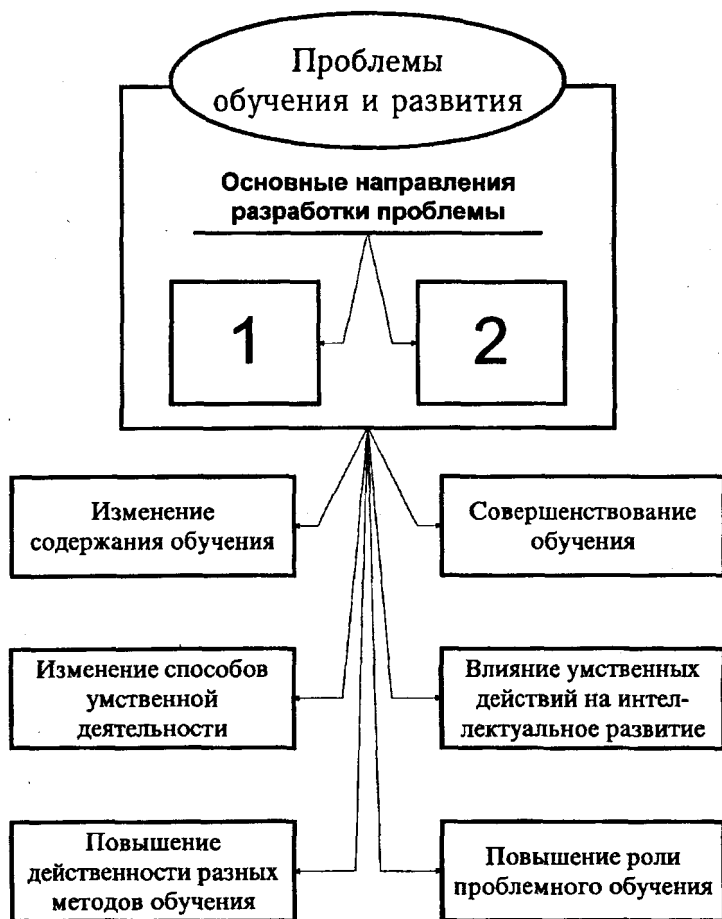 Проблемы
обучения и развития
Основные направления
разработки проблемы
1
2
Изменение
содержания обучения
Совершенствование
обучения
Изменение способов
умственной
деятельности
Влияние умственных
действий на интел-
лектуальное развитие
Повышение
действенности разных
методов обучения
Повышение роли
проблемного обучения